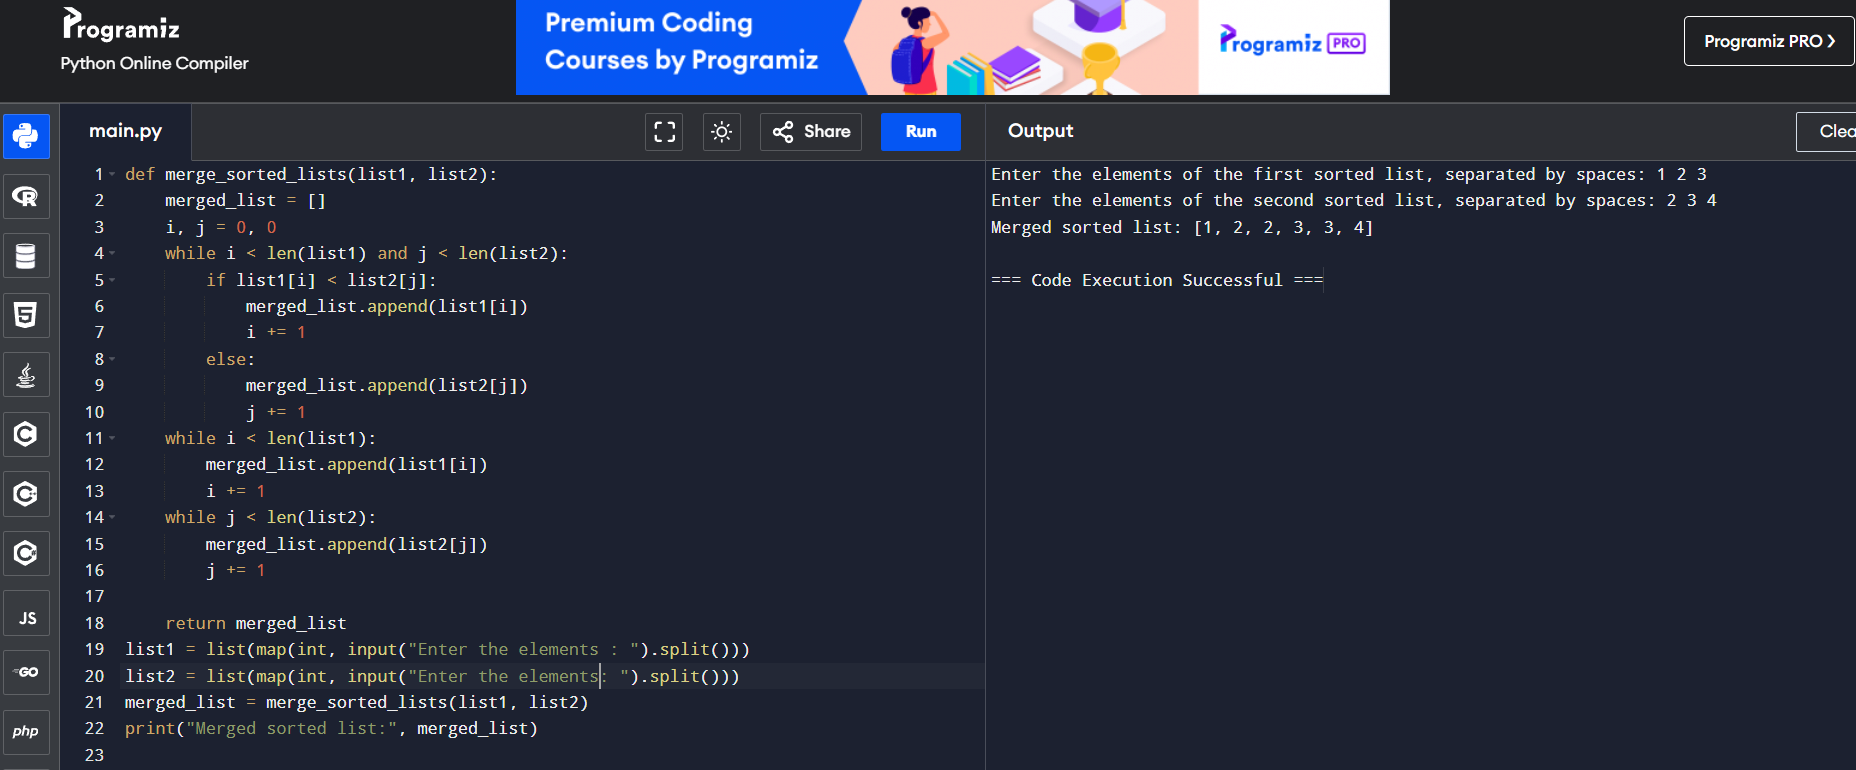 Programiz
Python Online Compiler
Premium Coding
Courses by Programiz
Programiz PRO
Programiz PRO ❯
main.py
Share
Run
Output
Clea
1 def merge_sorted_lists(list1, list2):
2     merged_list = []
3     i, j = 0, 0
4     while i < len(list1) and j < len(list2):
5         if list1[i] < list2[j]:
6             merged_list.append(list1[i])
7             i += 1
8         else:
9             merged_list.append(list2[j])
10             j += 1
11     while i < len(list1):
12         merged_list.append(list1[i])
13         i += 1
14     while j < len(list2):
15         merged_list.append(list2[j])
16         j += 1
17
18     return merged_list
19 list1 = list(map(int, input("Enter the elements : ").split()))
20 list2 = list(map(int, input("Enter the elements: ").split()))
21 merged_list = merge_sorted_lists(list1, list2)
22 print("Merged sorted list:", merged_list)
23
Enter the elements of the first sorted list, separated by spaces: 1 2 3
Enter the elements of the second sorted list, separated by spaces: 2 3 4
Merged sorted list: [1, 2, 2, 3, 3, 4]
=== Code Execution Successful ===
R
5
C
C
C
JS
GO
php